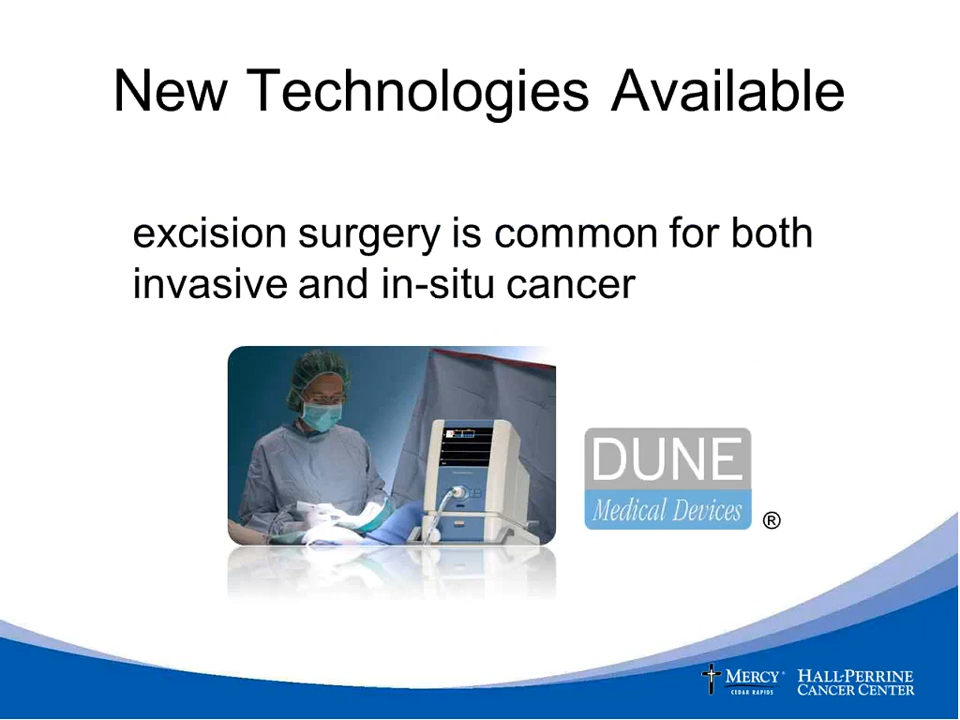 New Technologies Available
excision surgery is common for both
invasive and in-situ cancer
DUNE
Medical Devices
®
MERCY
CEDAR RAPIDS
HALL-PERRINE
CANCER CENTER